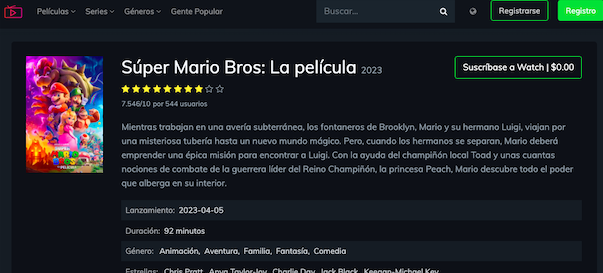 Películas Series Géneros Gente Popular Buscar... Registrarse Registro
Súper Mario Bros: La película 2023
Suscríbase a Watch | $0.00
7.546/10 por 544 usuarios
Mientras trabajan en una avería subterránea, los fontaneros de Brooklyn, Mario y su hermano Luigi, viajan por
una misteriosa tubería hasta un nuevo mundo mágico. Pero, cuando los hermanos se separan, Mario deberá
emprender una épica misión para encontrar a Luigi. Con la ayuda del champiñón local Toad y unas cuantas
nociones de combate de la guerrera líder del Reino Champiñón, la princesa Peach, Mario descubre todo el poder
que alberga en su interior.
Lanzamiento: 2023-04-05
Duración: 92 minutos
Género: Animación, Aventura, Familia, Fantasía, Comedia
Estrellas: Chris Pratt, Anya Taylor-Joy, Charlie Day, Jack Black, Keegan-Michael Key